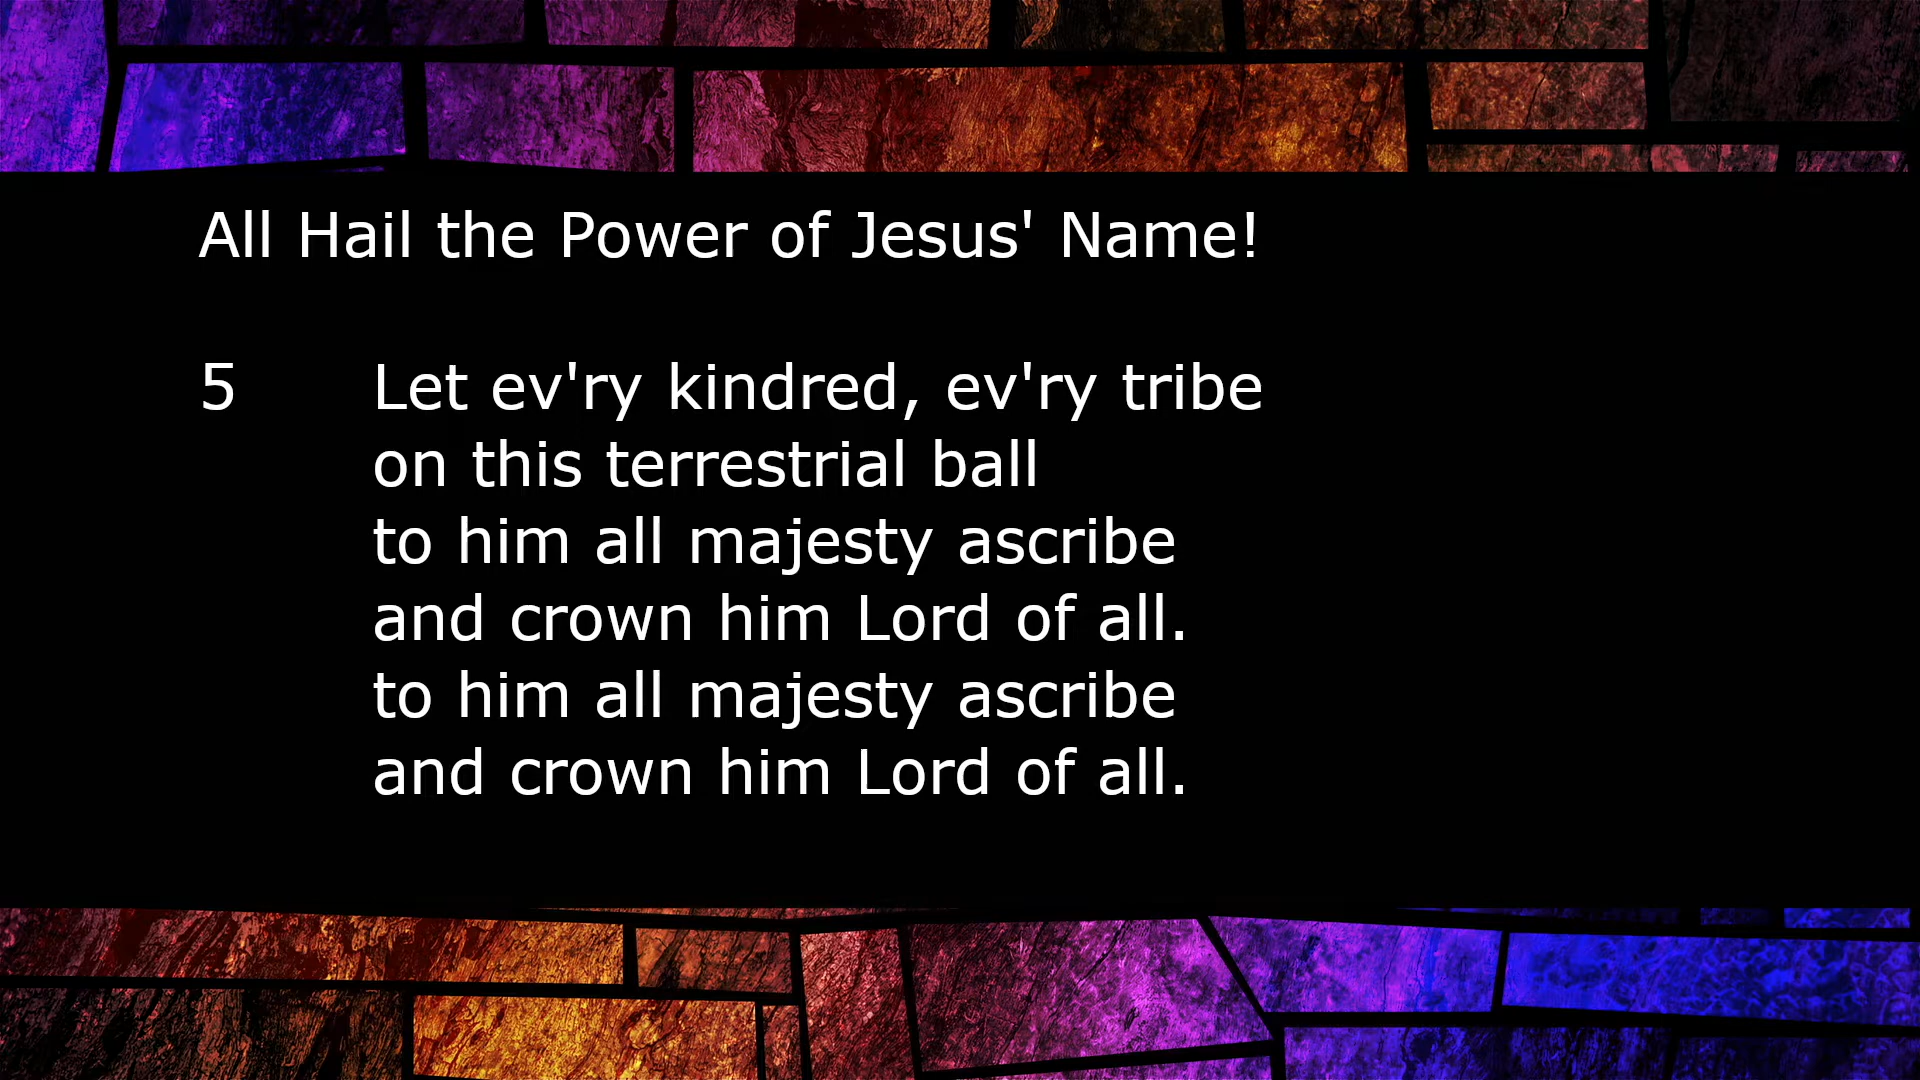 All Hail the Power of Jesus' Name!
5 Let ev'ry kindred, ev'ry tribe
on this terrestrial ball
to him all majesty ascribe
and crown him Lord of all.
to him all majesty ascribe
and crown him Lord of all.